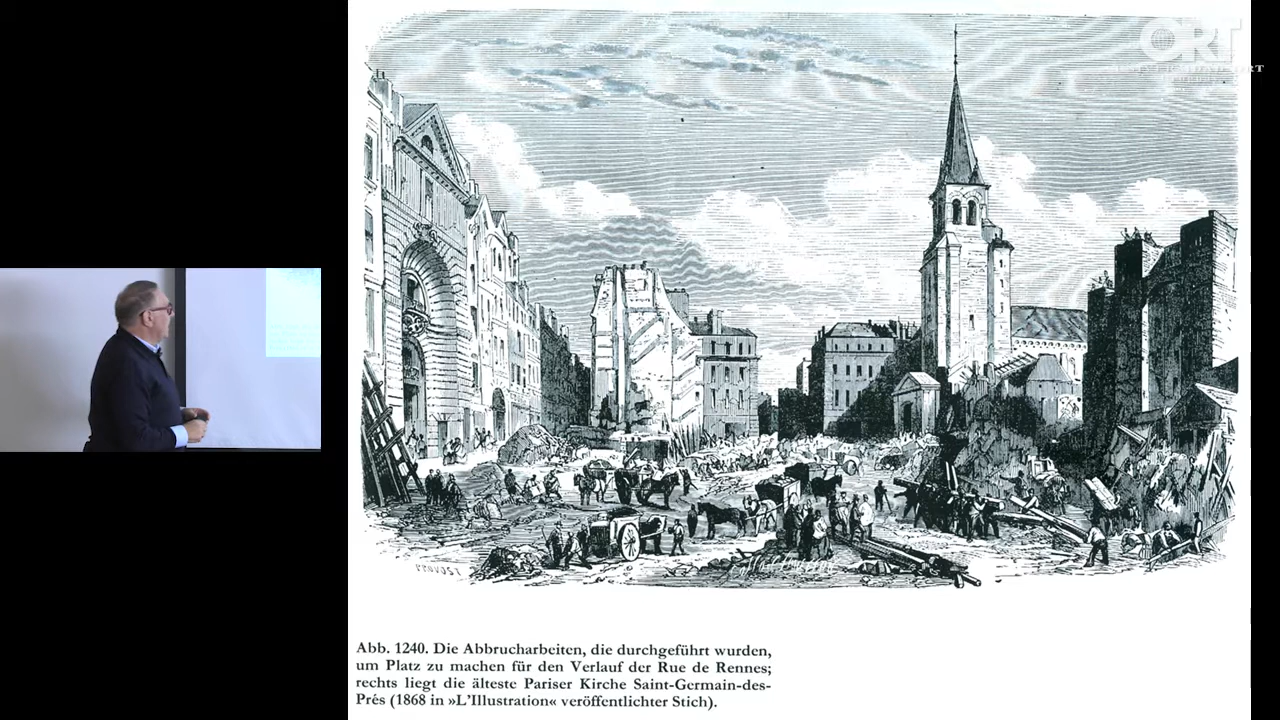 ORT
PROVOST
Abb. 1240. Die Abbrucharbeiten, die durchgeführt wurden,
um Platz zu machen für den Verlauf der Rue de Rennes;
rechts liegt die älteste Pariser Kirche Saint-Germain-des-
Prés (1868 in »L'Illustration« veröffentlichter Stich).